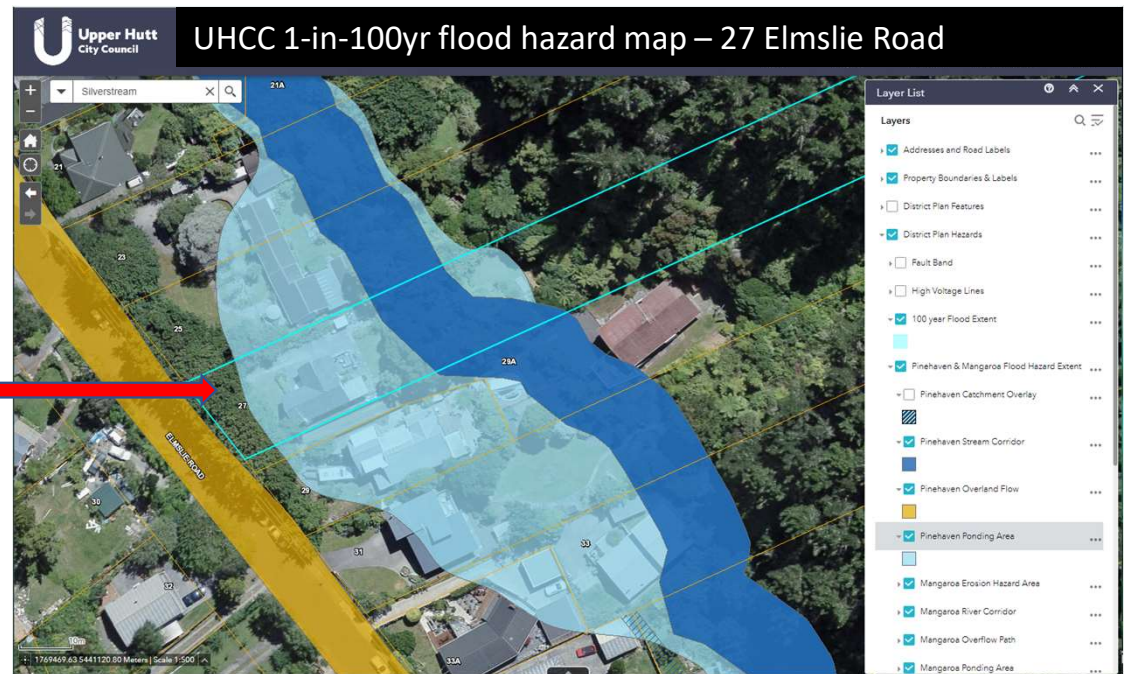 Upper Hutt
City Council
UHCC 1-in-100yr flood hazard map – 27 Elmslie Road
Silverstream
Layer List
Layers
Addresses and Road Labels
Property Boundaries & Labels
District Plan Features
District Plan Hazards
Fault Band
High Voltage Lines
100 year Flood Extent
Pinehaven & Mangaroa Flood Hazard Extent
Pinehaven Catchment Overlay
Pinehaven Stream Corridor
Pinehaven Overland Flow
Pinehaven Ponding Area
Mangaroa Erosion Hazard Area
Mangaroa River Corridor
Mangaroa Overflow Path
Mangaroa Ponding Area
21A
21
23
25
29A
27
ELMSLIE ROAD
29
30
31
33
32
33A
10m
1769469.63 5441120.80 Meters | Scale 1:500